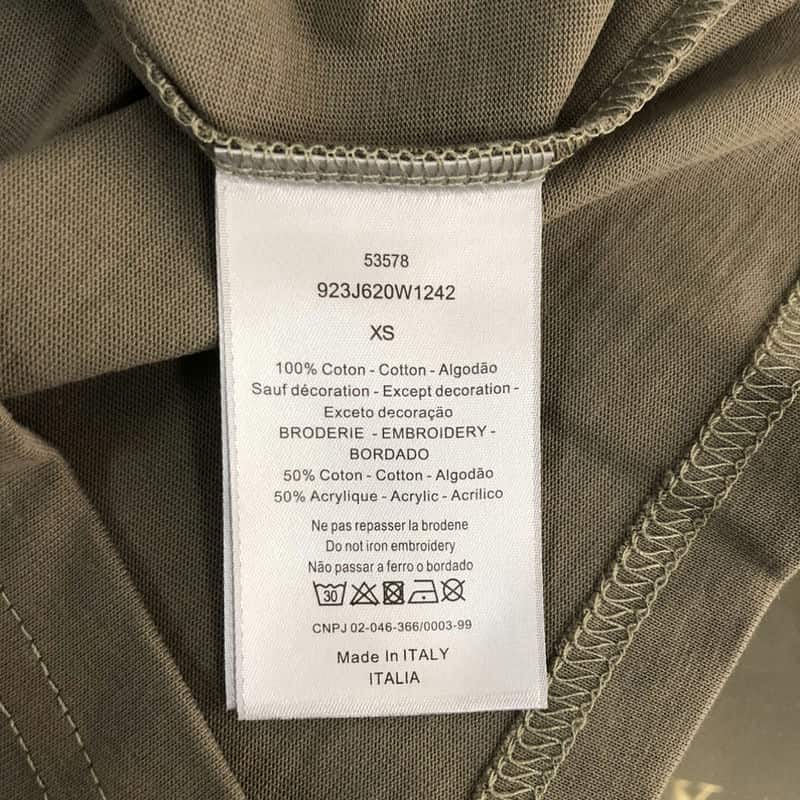 53578
923J620W1242
XS
100% Coton - Cotton - Algodão
Sauf décoration - Except decoration -
Exceto decoração
BRODERIE - EMBROIDERY -
BORDADO
50% Coton - Cotton - Algodão
50% Acrylique - Acrylic - Acrilico
Ne pas repasser la brodene
Do not iron embroidery
Não passar a ferro o bordado
30
CNPJ 02-046-366/0003-99
Made In ITALY
ITALIA